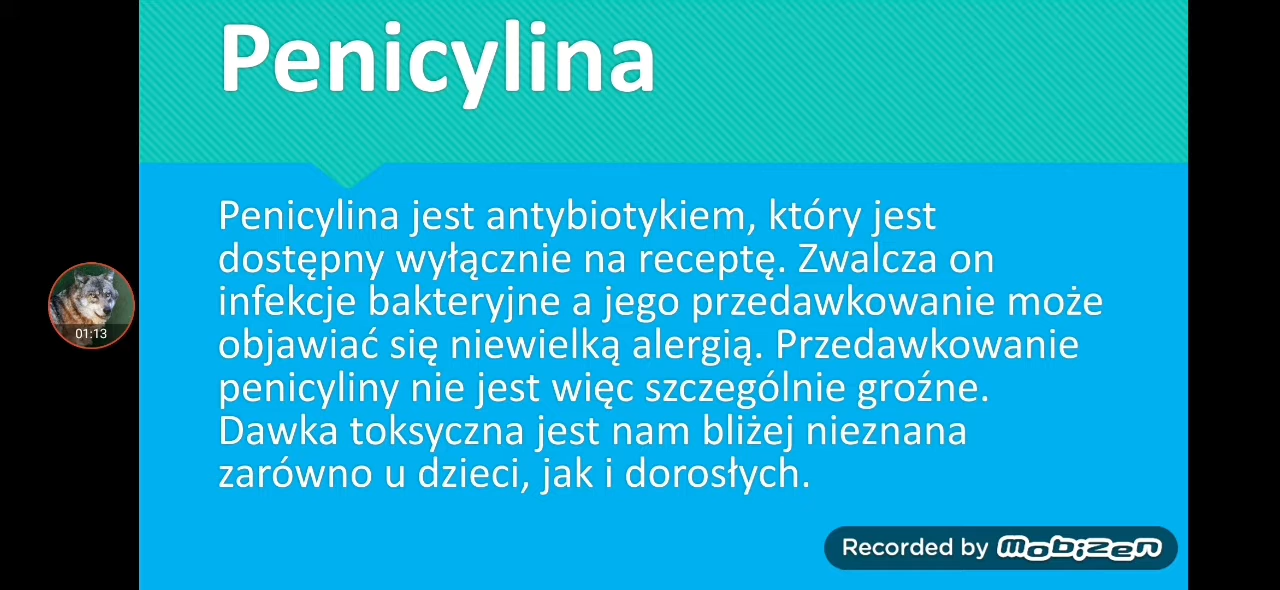 Penicylina
Penicylina jest antybiotykiem, który jest
dostępny wyłącznie na receptę. Zwalcza on
infekcje bakteryjne a jego przedawkowanie może
objawiać się niewielką alergią. Przedawkowanie
penicyliny nie jest więc szczególnie groźne.
Dawka toksyczna jest nam bliżej nieznana
zarówno u dzieci, jak i dorosłych.
01:13
Recorded by mobizen